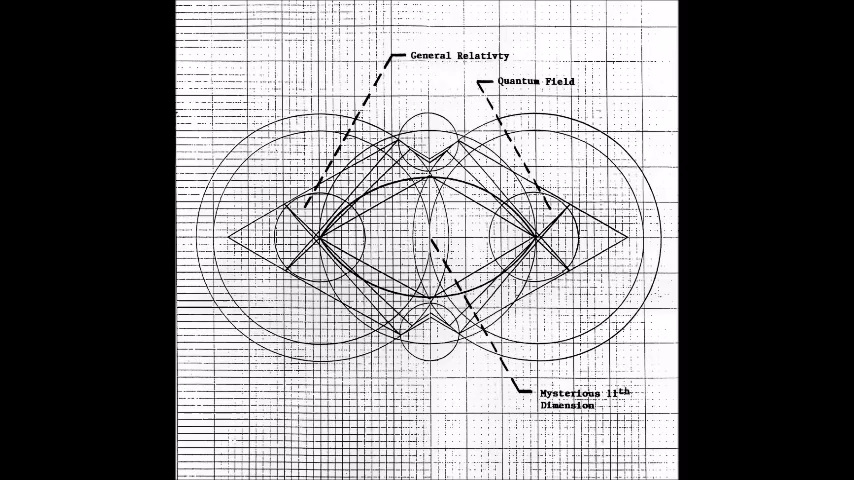 General Relativty
Quantum Field
Mysterious 11th
Dimension